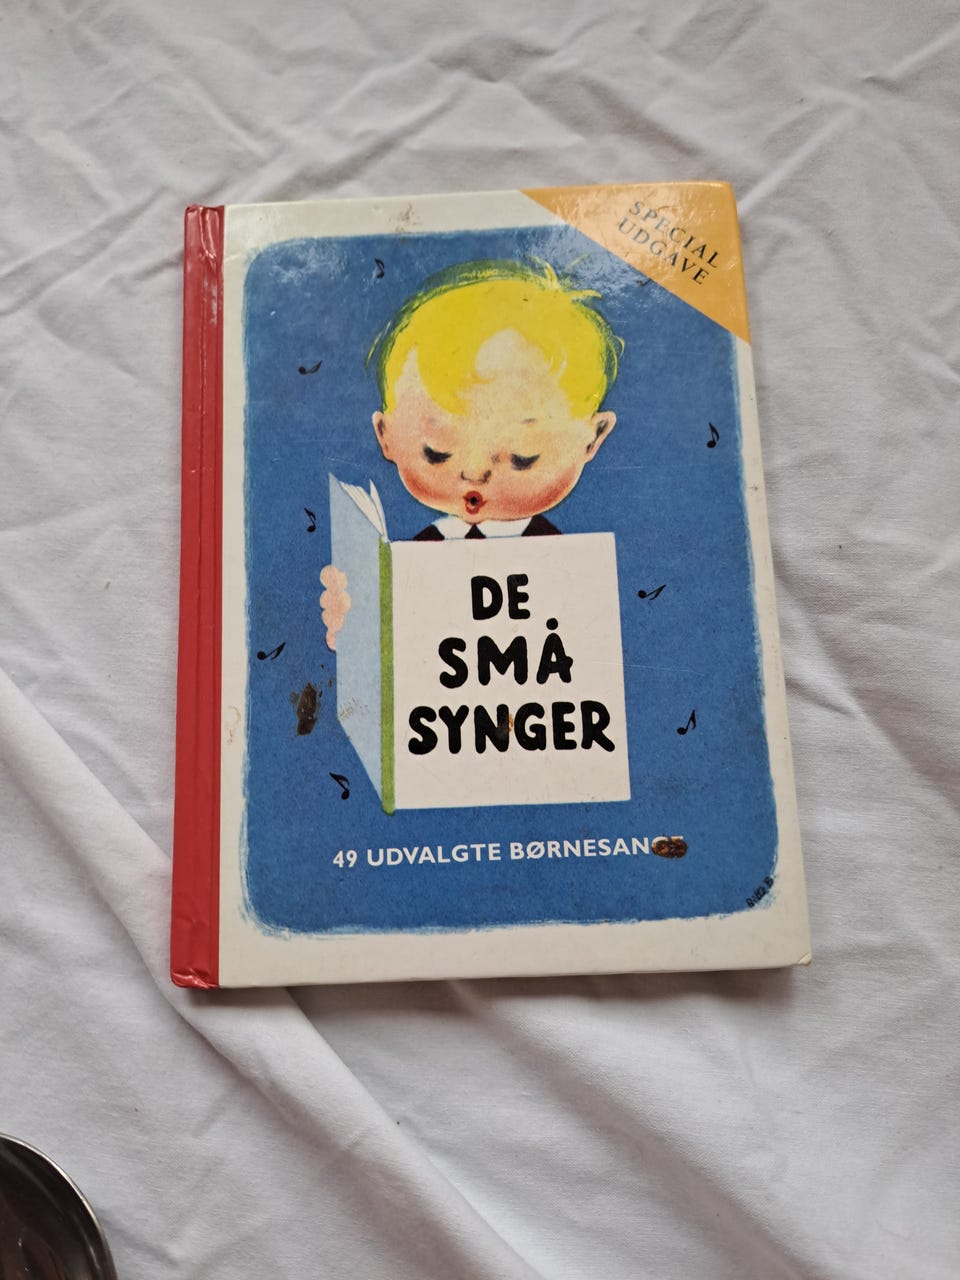 SPECIAL
UDGAVE
DE
SMÅ
SYNGER
49 UDVALGTE BØRNESANGE